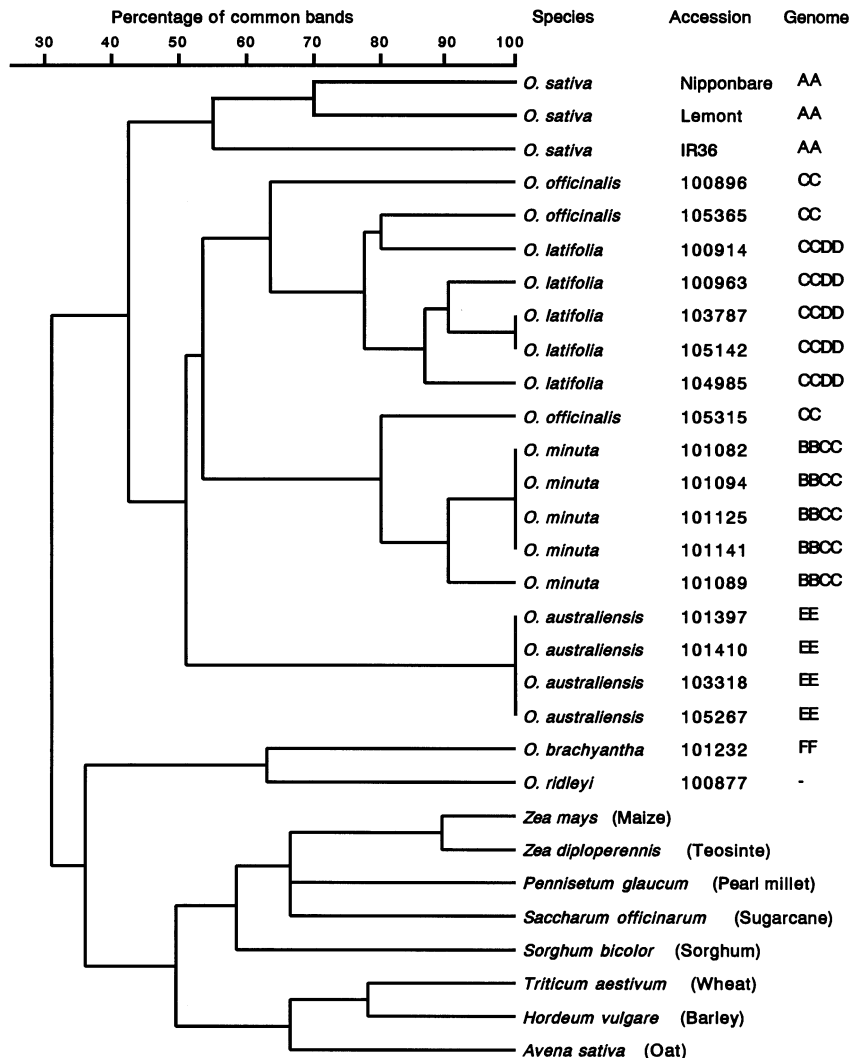 Percentage of common bands Species Accession Genome
30 40 50 60 70 80 90 100
O. sativa Nipponbare AA
O. sativa Lemont AA
O. sativa IR36 AA
O. officinalis 100896 CC
O. officinalis 105365 CC
O. latifolia 100914 CCDD
O. latifolia 100963 CCDD
O. latifolia 103787 CCDD
O. latifolia 105142 CCDD
O. latifolia 104985 CCDD
O. officinalis 105315 CC
O. minuta 101082 BBCC
O. minuta 101094 BBCC
O. minuta 101125 BBCC
O. minuta 101141 BBCC
O. minuta 101089 BBCC
O. australiensis 101397 EE
O. australiensis 101410 EE
O. australiensis 103318 EE
O. australiensis 105267 EE
O. brachyantha 101232 FF
O. ridleyi 100877 -
Zea mays (Maize)
Zea diploperennis (Teosinte)
Pennisetum glaucum (Pearl millet)
Saccharum officinarum (Sugarcane)
Sorghum bicolor (Sorghum)
Triticum aestivum (Wheat)
Hordeum vulgare (Barley)
Avena sativa (Oat)